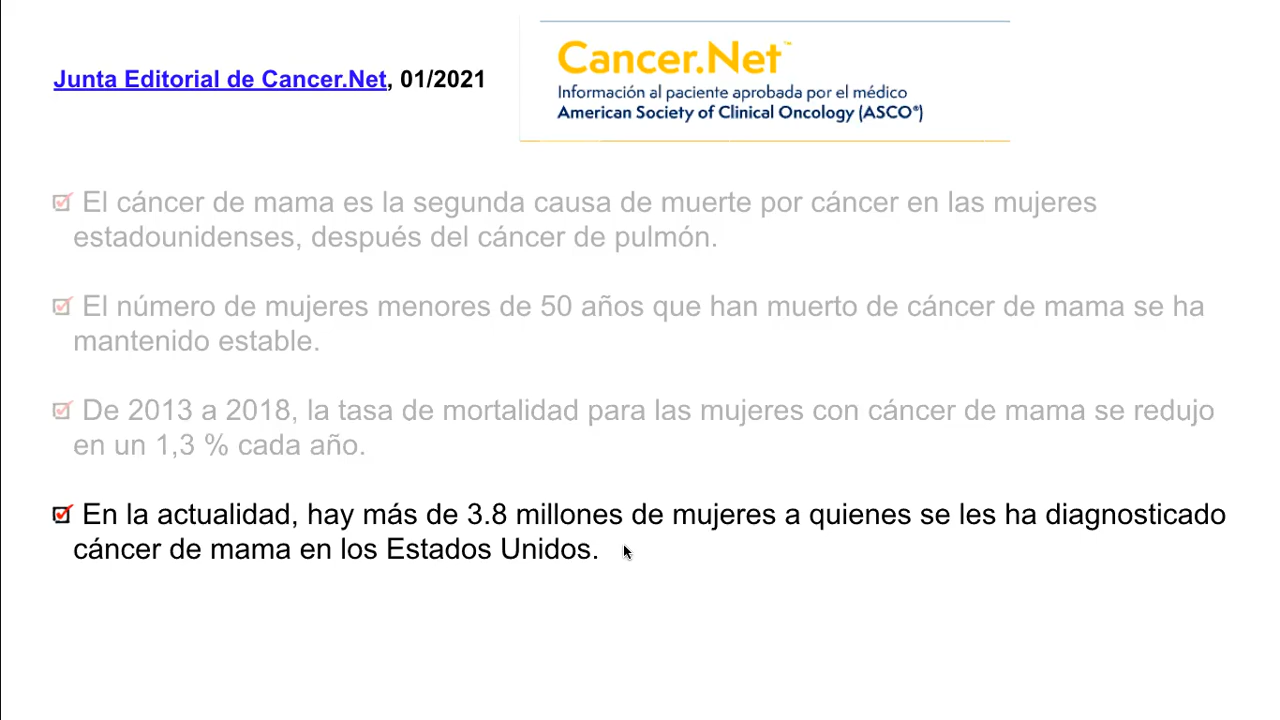 Cancer.Net™
Junta Editorial de Cancer.Net, 01/2021
Información al paciente aprobada por el médico
American Society of Clinical Oncology (ASCO®)
El cáncer de mama es la segunda causa de muerte por cáncer en las mujeres
estadounidenses, después del cáncer de pulmón.
El número de mujeres menores de 50 años que han muerto de cáncer de mama se ha
mantenido estable.
De 2013 a 2018, la tasa de mortalidad para las mujeres con cáncer de mama se redujo
en un 1,3 % cada año.
En la actualidad, hay más de 3.8 millones de mujeres a quienes se les ha diagnosticado
cáncer de mama en los Estados Unidos.